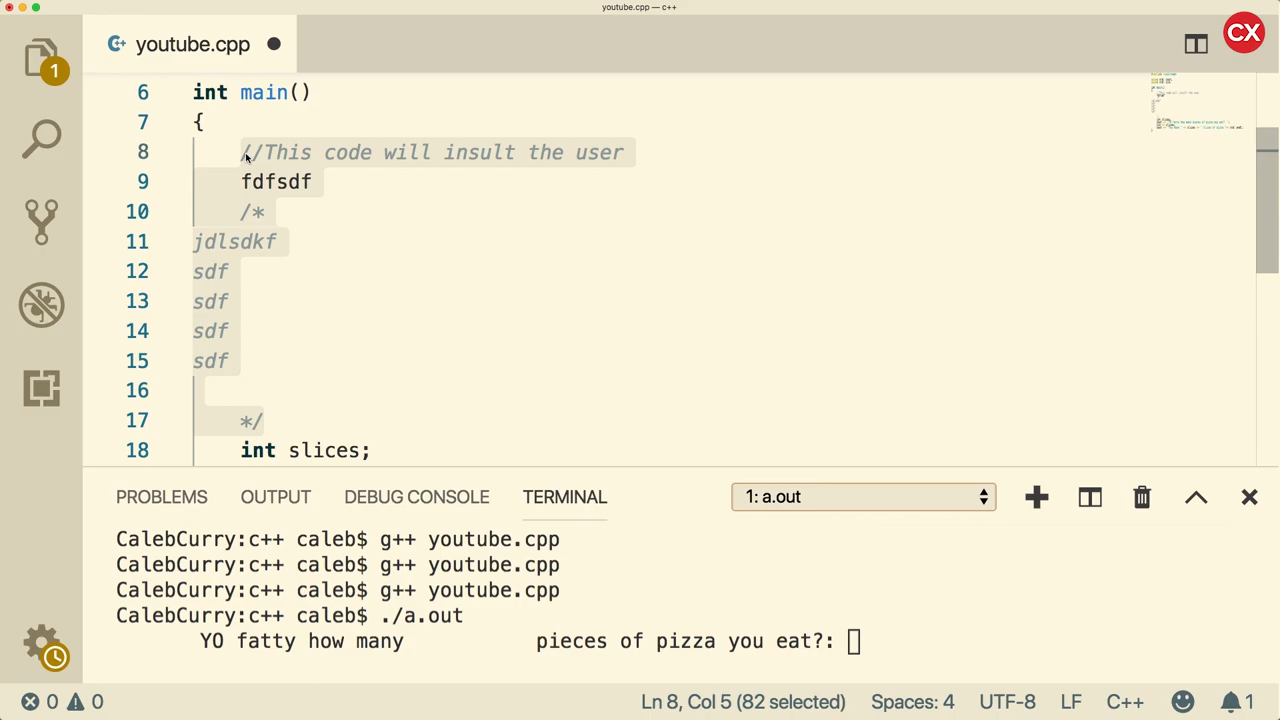 youtube.cpp — c++
youtube.cpp
CX
1
6 int main()
7 {
8 //This code will insult the user
9 fdfsdf
10 /*
11 jdlsdkf
12 sdf
13 sdf
14 sdf
15 sdf
16
17 */
18 int slices;
PROBLEMS OUTPUT DEBUG CONSOLE TERMINAL 1: a.out
CalebCurry:c++ caleb$ g++ youtube.cpp
CalebCurry:c++ caleb$ g++ youtube.cpp
CalebCurry:c++ caleb$ g++ youtube.cpp
CalebCurry:c++ caleb$ ./a.out
YO fatty how many pieces of pizza you eat?:
0 0 Ln 8, Col 5 (82 selected) Spaces: 4 UTF-8 LF C++ 1